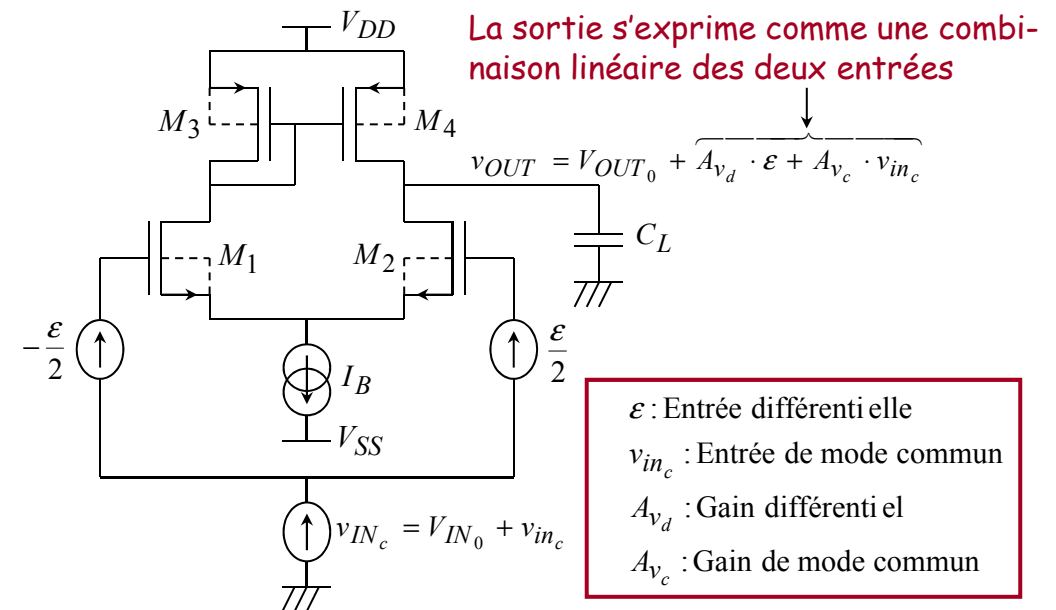 La sortie s'exprime comme une combi-
naison linéaire des deux entrées
V_DD
M_3
M_4
v_OUT = V_OUT_0 + A_v_d · ε + A_v_c · v_in_c
C_L
M_1
M_2
-ε/2
ε/2
I_B
V_SS
v_IN_c = V_IN_0 + v_in_c
ε : Entrée différenti elle
v_in_c : Entrée de mode commun
A_v_d : Gain différenti el
A_v_c : Gain de mode commun